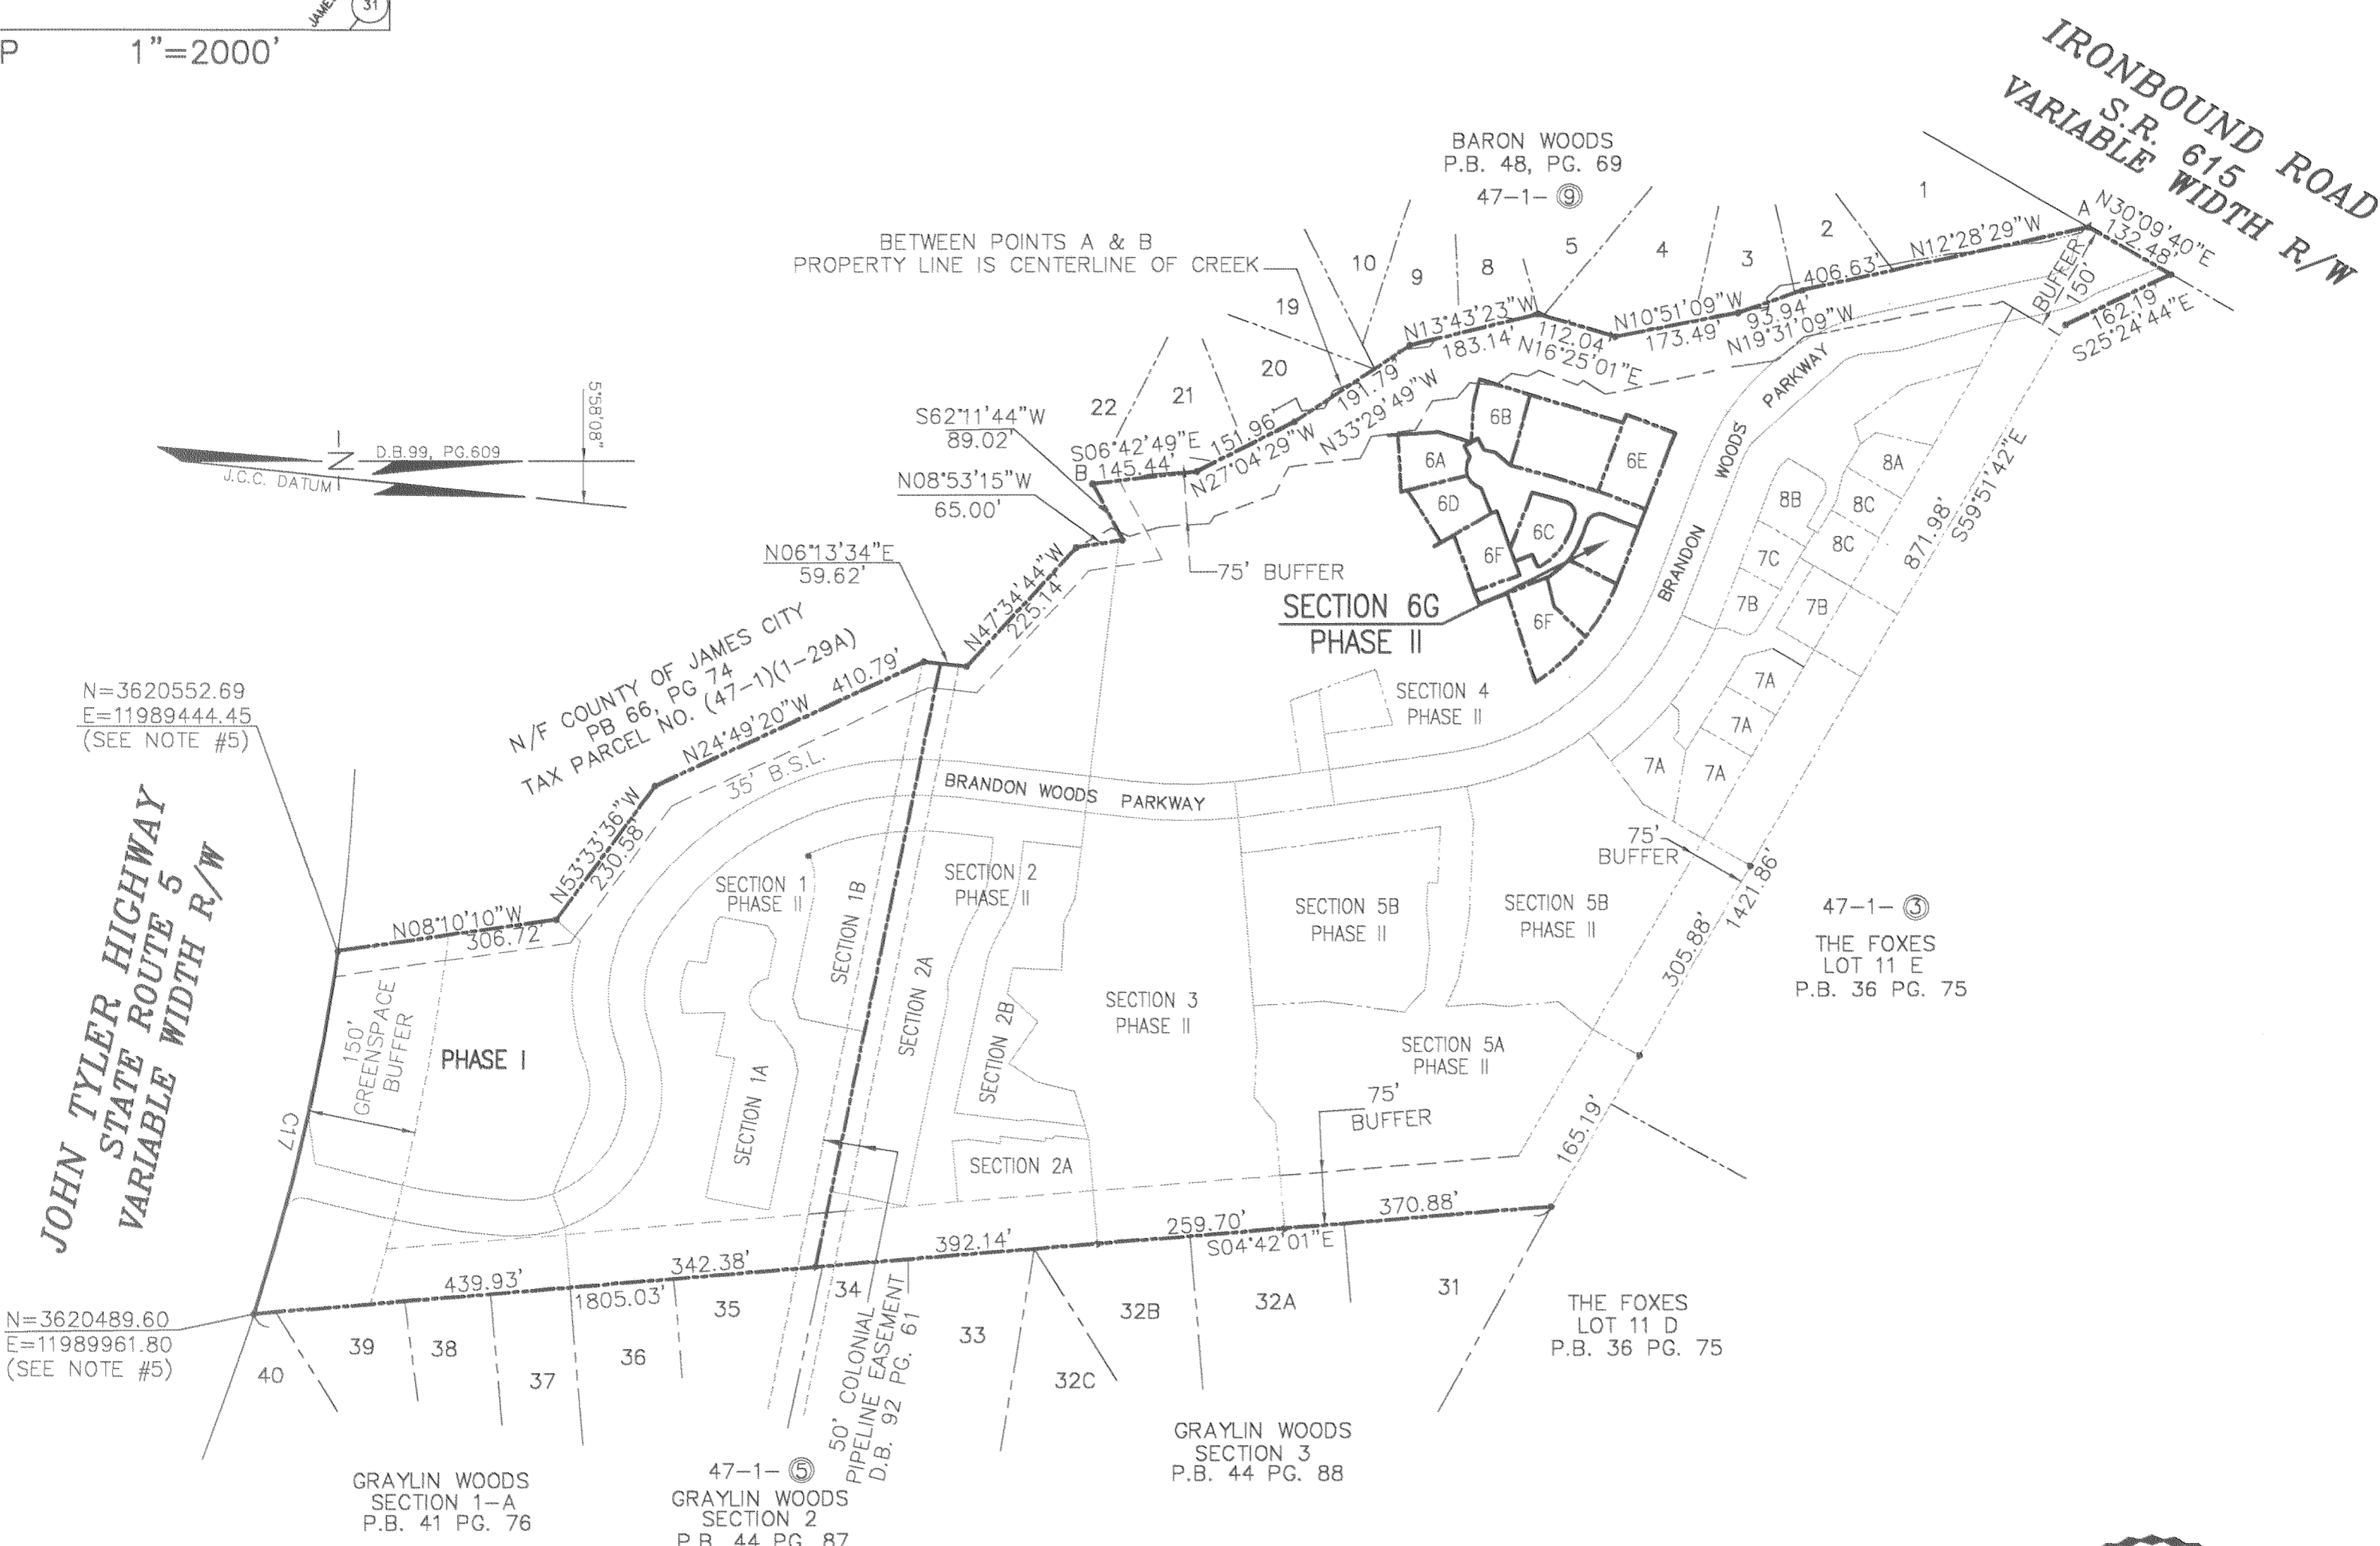 JAMES
31
P 1"=2000'
IRONBOUND ROAD
S.R. 615
VARIABLE WIDTH R/W
BARON WOODS
P.B. 48, PG. 69
47-1- 9
BETWEEN POINTS A & B
PROPERTY LINE IS CENTERLINE OF CREEK
1
2
3
4
5
8
9
10
19
20
21
22
A
N30°09'40"E
132.48'
BUFFER
150'
162.19'
S25°24'44"E
N12°28'29"W
406.63'
93.94'
N19°31'09"W
N10°51'09"W
173.49'
112.04'
N16°25'01"E
N13°43'23"W
183.14'
191.79'
N33°29'49"W
151.96'
N27°04'29"W
S06°42'49"E
B 145.44'
S62°11'44"W
89.02'
N08°53'15"W
65.00'
N06°13'34"E
59.62'
N47°34'44"W
225.14'
75' BUFFER
5°58'08"
N
D.B.99, PG.609
J.C.C. DATUM
6A
6B
6C
6D
6E
6F
6F
SECTION 6G
PHASE II
BRANDON WOODS PARKWAY
8A
8B
8C
8C
7C
7B
7B
7A
7A
7A
7A
871.98'
S59°51'42"E
N/F COUNTY OF JAMES CITY
PB 66, PG 74
TAX PARCEL NO. (47-1)(1-29A)
N24°49'20"W 410.79'
35' B.S.L.
N53°33'36"W
230.58'
N=3620552.69
E=11989444.45
(SEE NOTE #5)
N08°10'10"W
306.72'
JOHN TYLER HIGHWAY
STATE ROUTE 5
VARIABLE WIDTH R/W
C17
150'
GREENSPACE
BUFFER
PHASE I
SECTION 4
PHASE II
BRANDON WOODS PARKWAY
SECTION 1
PHASE II
SECTION 1A
SECTION 1B
SECTION 2
PHASE II
SECTION 2A
SECTION 2B
SECTION 2A
SECTION 3
PHASE II
SECTION 5B
PHASE II
SECTION 5B
PHASE II
SECTION 5A
PHASE II
75'
BUFFER
75'
BUFFER
1421.86'
305.88'
165.19'
47-1- 3
THE FOXES
LOT 11 E
P.B. 36 PG. 75
THE FOXES
LOT 11 D
P.B. 36 PG. 75
N=3620489.60
E=11989961.80
(SEE NOTE #5)
439.93'
1805.03'
342.38'
392.14'
259.70'
S04°42'01"E
370.88'
40
39
38
37
36
35
34
33
32C
32B
32A
31
50' COLONIAL
PIPELINE EASEMENT
D.B. 92 PG. 61
GRAYLIN WOODS
SECTION 1-A
P.B. 41 PG. 76
47-1- 5
GRAYLIN WOODS
SECTION 2
P.B. 44 PG. 87
GRAYLIN WOODS
SECTION 3
P.B. 44 PG. 88